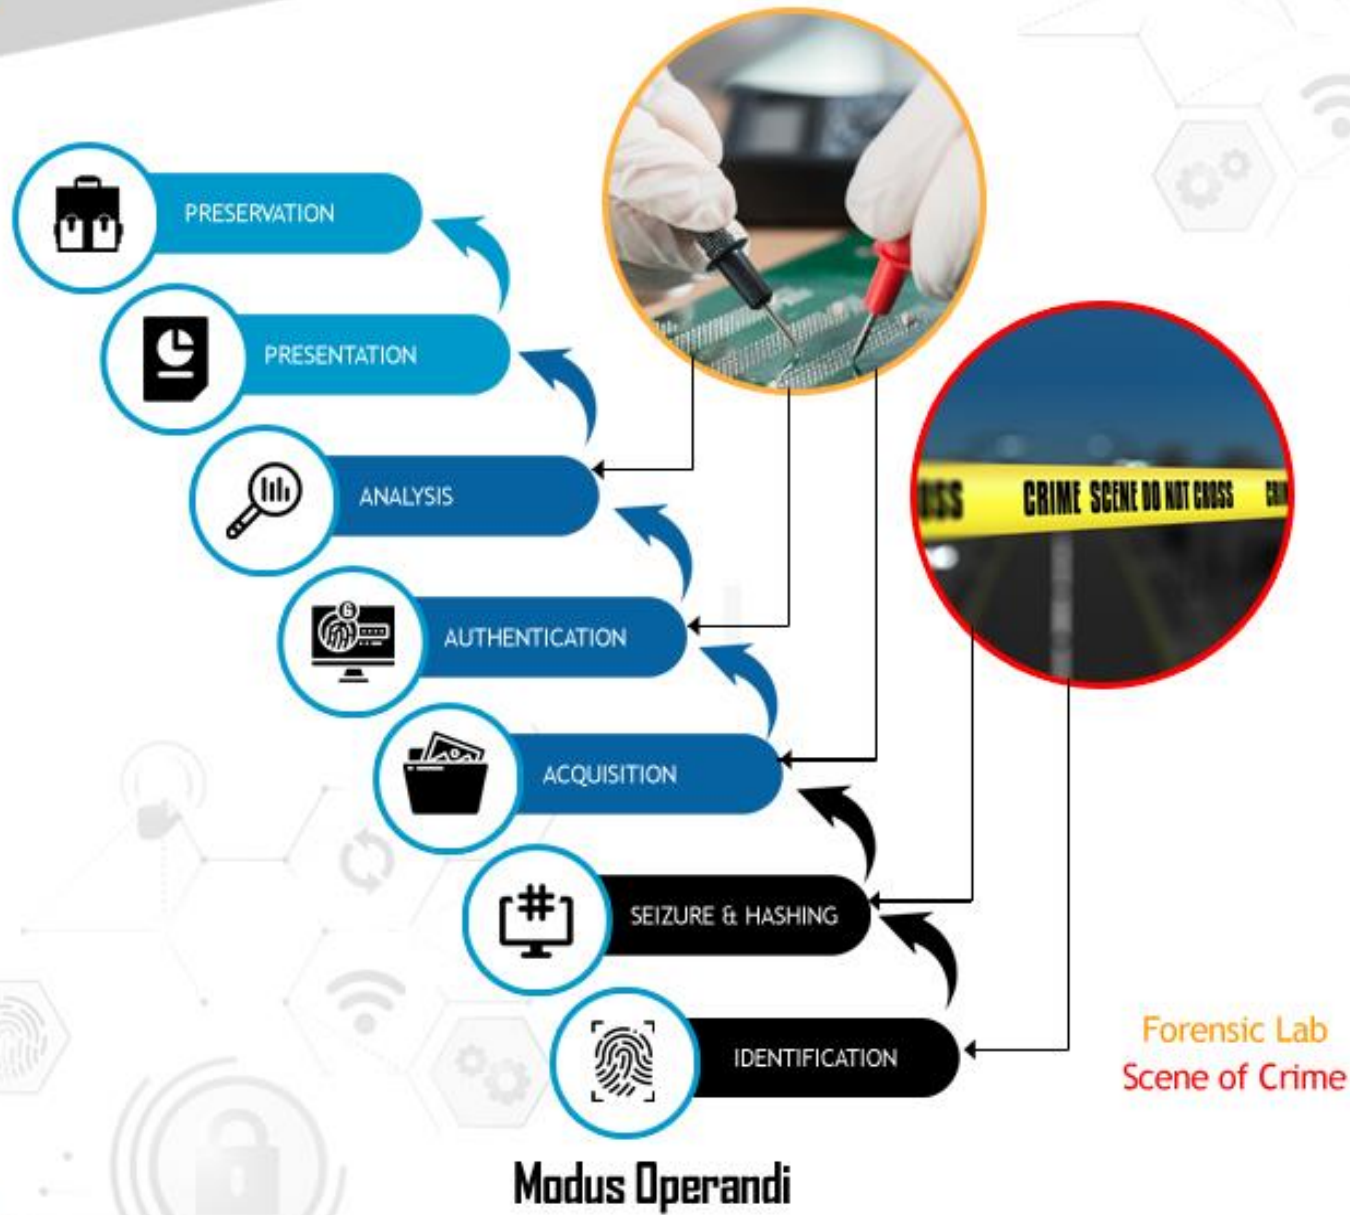 PRESERVATION
PRESENTATION
ANALYSIS
AUTHENTICATION
ACQUISITION
SEIZURE & HASHING
IDENTIFICATION
CRIME SCENE DO NOT CROSS
Forensic Lab
Scene of Crime
Modus Operandi